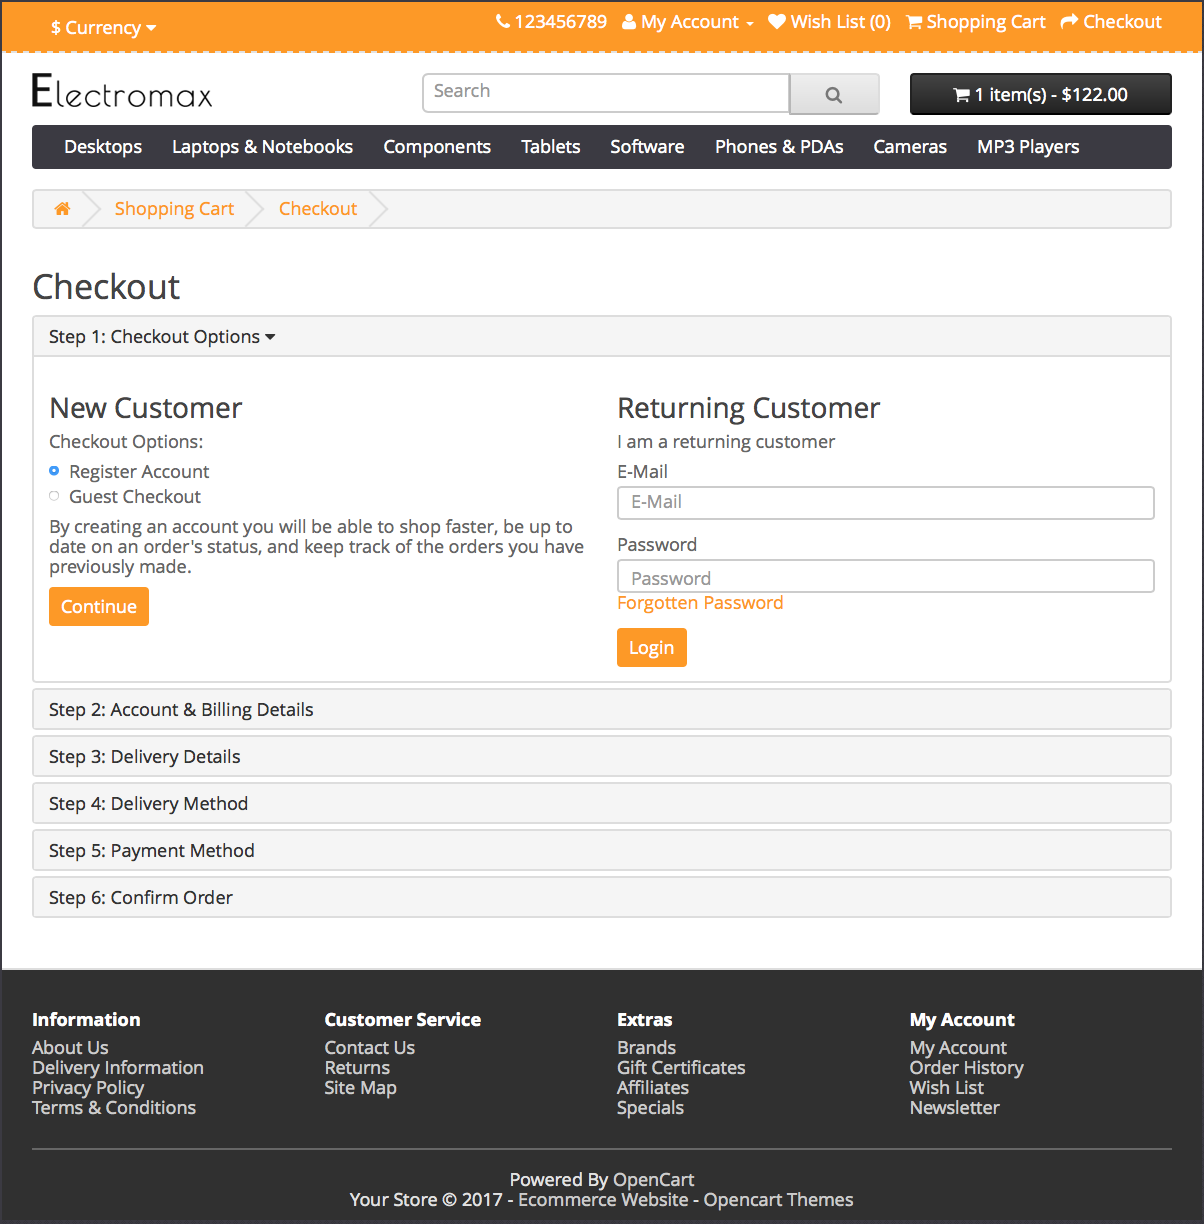 $ Currency
123456789 My Account Wish List (0) Shopping Cart Checkout
Electromax
Search
1 item(s) - $122.00
Desktops Laptops & Notebooks Components Tablets Software Phones & PDAs Cameras MP3 Players
Shopping Cart Checkout
Checkout
Step 1: Checkout Options
New Customer
Checkout Options:
Register Account
Guest Checkout
By creating an account you will be able to shop faster, be up to
date on an order's status, and keep track of the orders you have
previously made.
Continue
Returning Customer
I am a returning customer
E-Mail
E-Mail
Password
Password
Forgotten Password
Login
Step 2: Account & Billing Details
Step 3: Delivery Details
Step 4: Delivery Method
Step 5: Payment Method
Step 6: Confirm Order
Information
About Us
Delivery Information
Privacy Policy
Terms & Conditions
Customer Service
Contact Us
Returns
Site Map
Extras
Brands
Gift Certificates
Affiliates
Specials
My Account
My Account
Order History
Wish List
Newsletter
Powered By OpenCart
Your Store © 2017 - Ecommerce Website - Opencart Themes